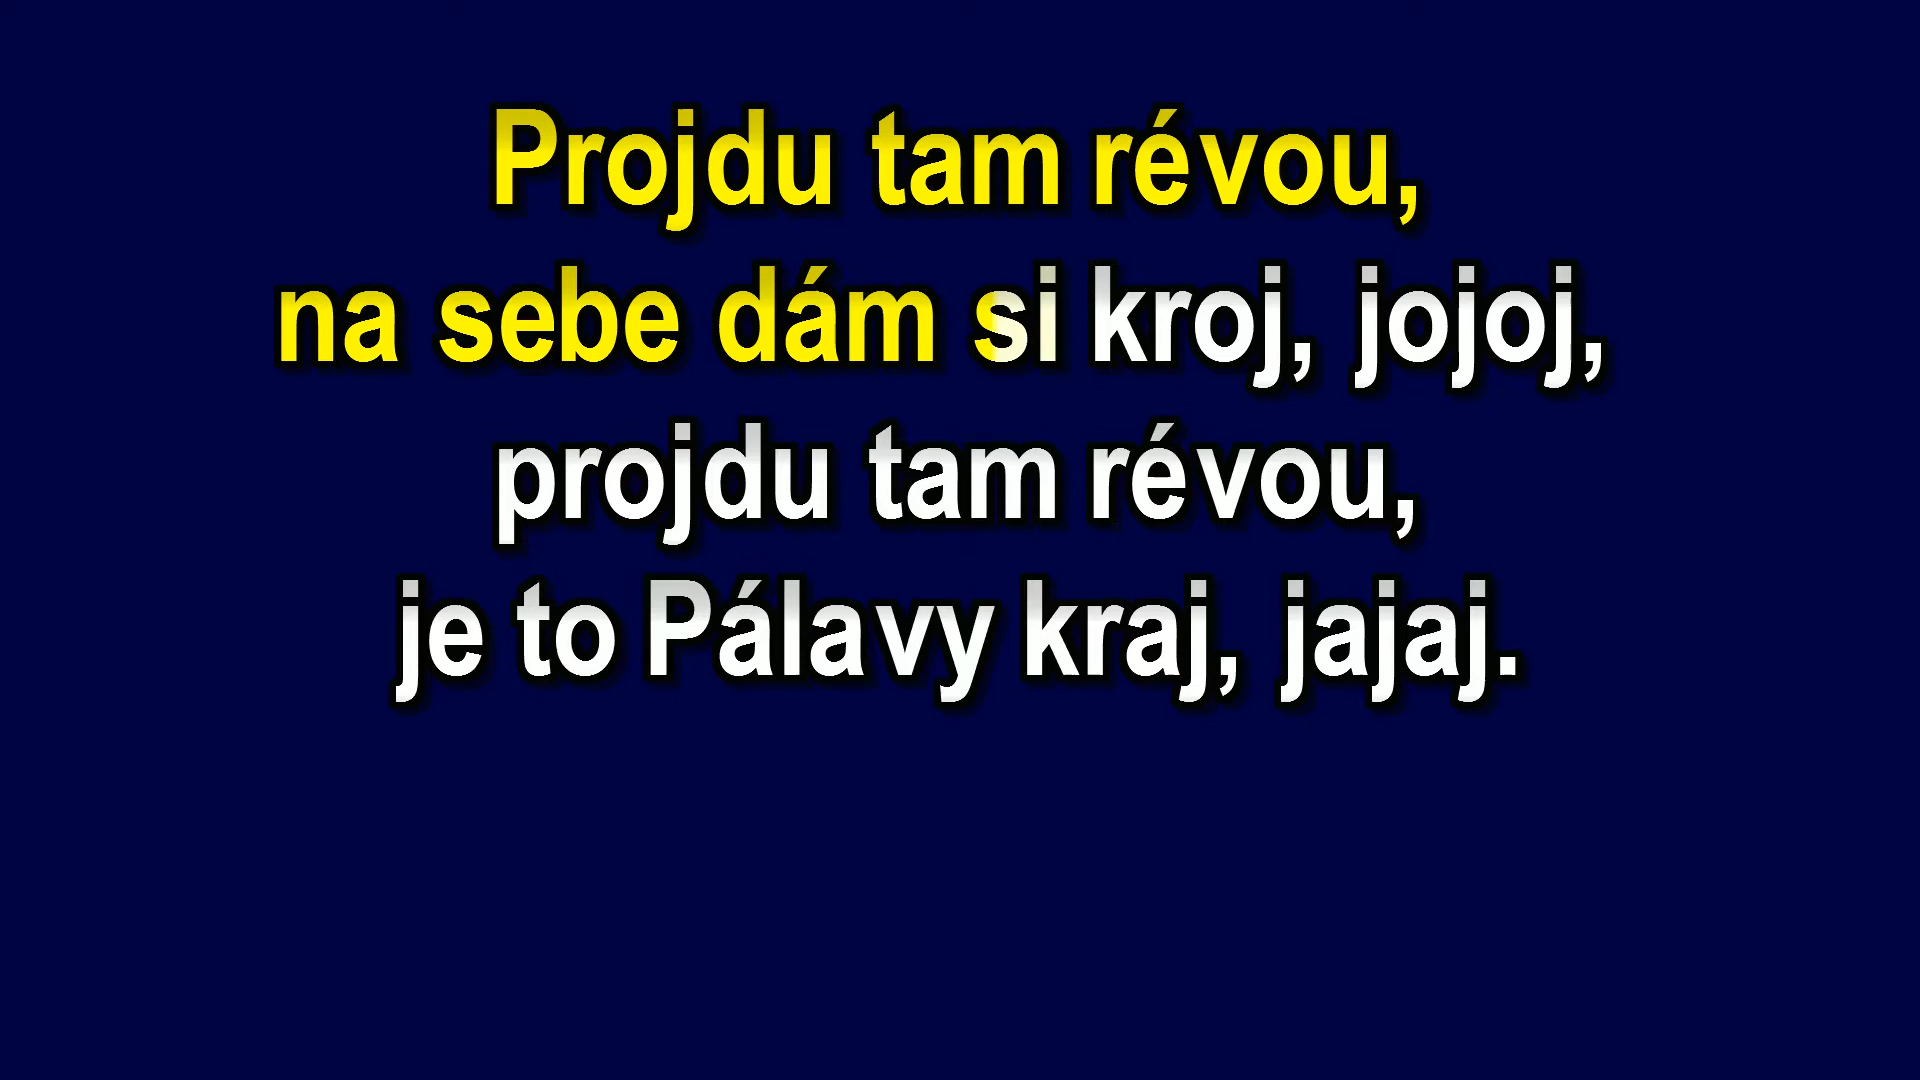 Projdu tam révou,
na sebe dám si kroj, jojoj,
projdu tam révou,
je to Pálavy kraj, jajaj.